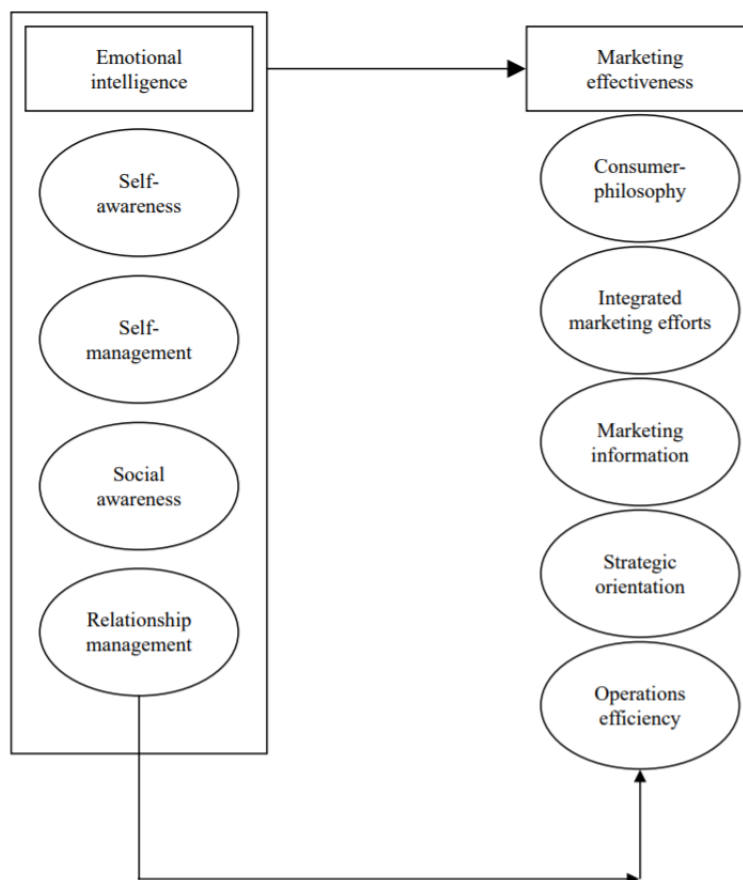 Emotional
intelligence
Self-
awareness
Self-
management
Social
awareness
Relationship
management
Marketing
effectiveness
Consumer-
philosophy
Integrated
marketing efforts
Marketing
information
Strategic
orientation
Operations
efficiency